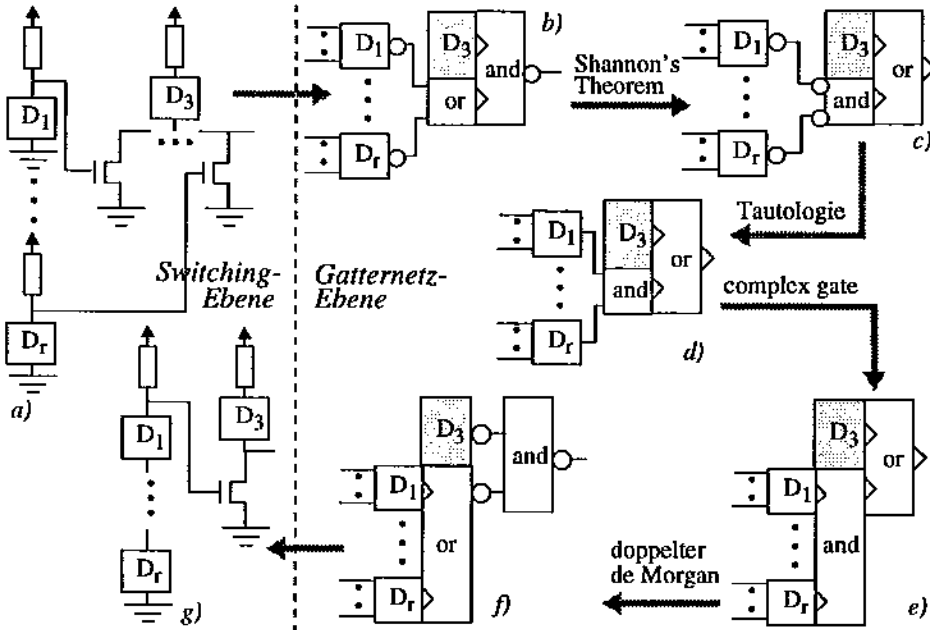 D1
D3
Dr
a)
Switching-
Ebene
Gatternetz-
Ebene
D1
Dr
D3
or
and
b)
Shannon's
Theorem
D1
Dr
D3
and
or
c)
Tautologie
D1
Dr
D3
and
or
d)
complex gate
D3
or
D1
and
Dr
e)
doppelter
de Morgan
D3
and
D1
or
Dr
f)
D1
D3
Dr
g)